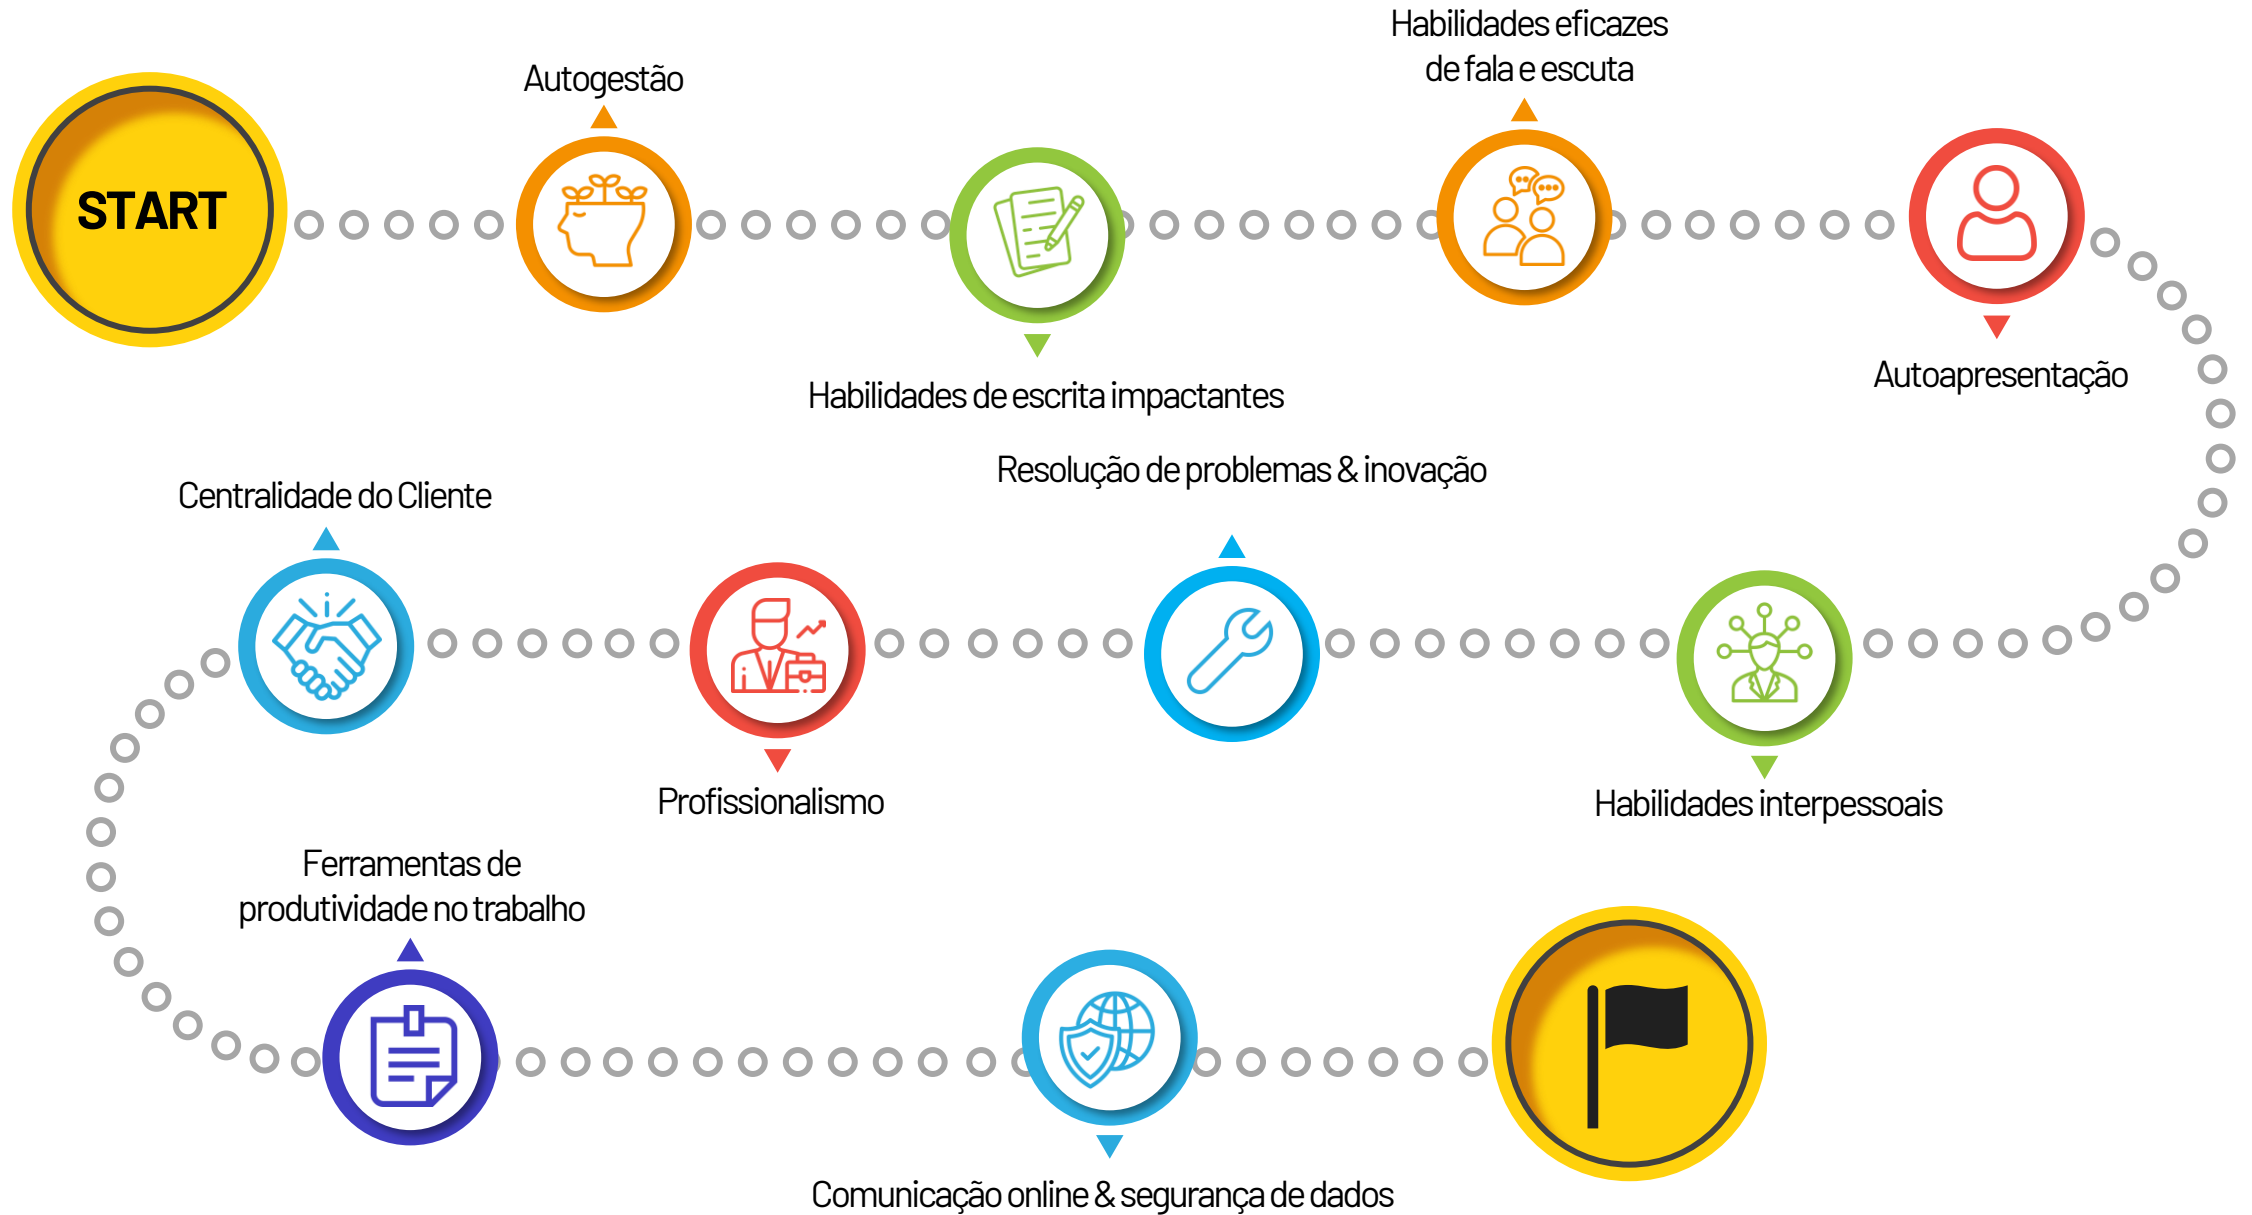 START
Autogestão
Habilidades de escrita impactantes
Habilidades eficazes
de fala e escuta
Autoapresentação
Habilidades interpessoais
Resolução de problemas & inovação
Profissionalismo
Centralidade do Cliente
Ferramentas de
produtividade no trabalho
Comunicação online & segurança de dados